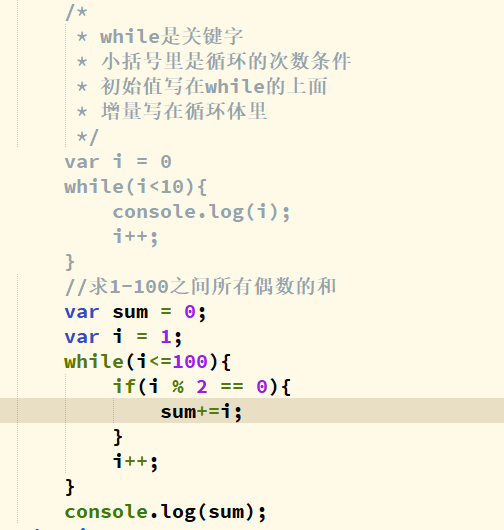 /*
 * while是关键字
 * 小括号里是循环的次数条件
 * 初始值写在while的上面
 * 增量写在循环体里
 */
var i = 0
while(i<10){
    console.log(i);
    i++;
}
//求1-100之间所有偶数的和
var sum = 0;
var i = 1;
while(i<=100){
    if(i % 2 == 0){
        sum+=i;
    }
    i++;
}
console.log(sum);